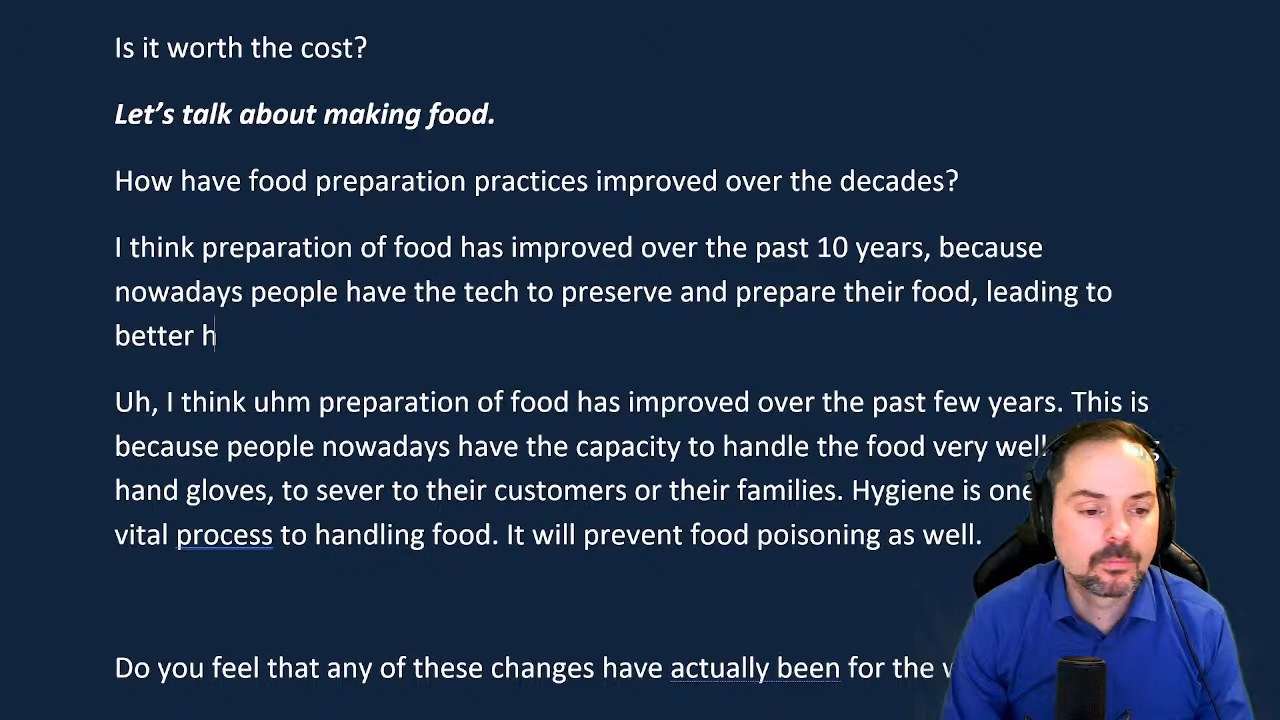 Is it worth the cost?
Let's talk about making food.
How have food preparation practices improved over the decades?
I think preparation of food has improved over the past 10 years, because
nowadays people have the tech to preserve and prepare their food, leading to
better h
Uh, I think uhm preparation of food has improved over the past few years. This is
because people nowadays have the capacity to handle the food very well
hand gloves, to sever to their customers or their families. Hygiene is one
vital process to handling food. It will prevent food poisoning as well.
Do you feel that any of these changes have actually been for the